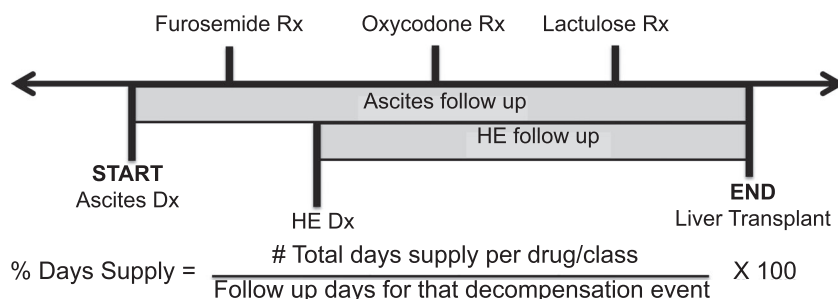 Furosemide Rx
Oxycodone Rx
Lactulose Rx
Ascites follow up
HE follow up
START
Ascites Dx
HE Dx
END
Liver Transplant
% Days Supply = # Total days supply per drug/class
Follow up days for that decompensation event
X 100